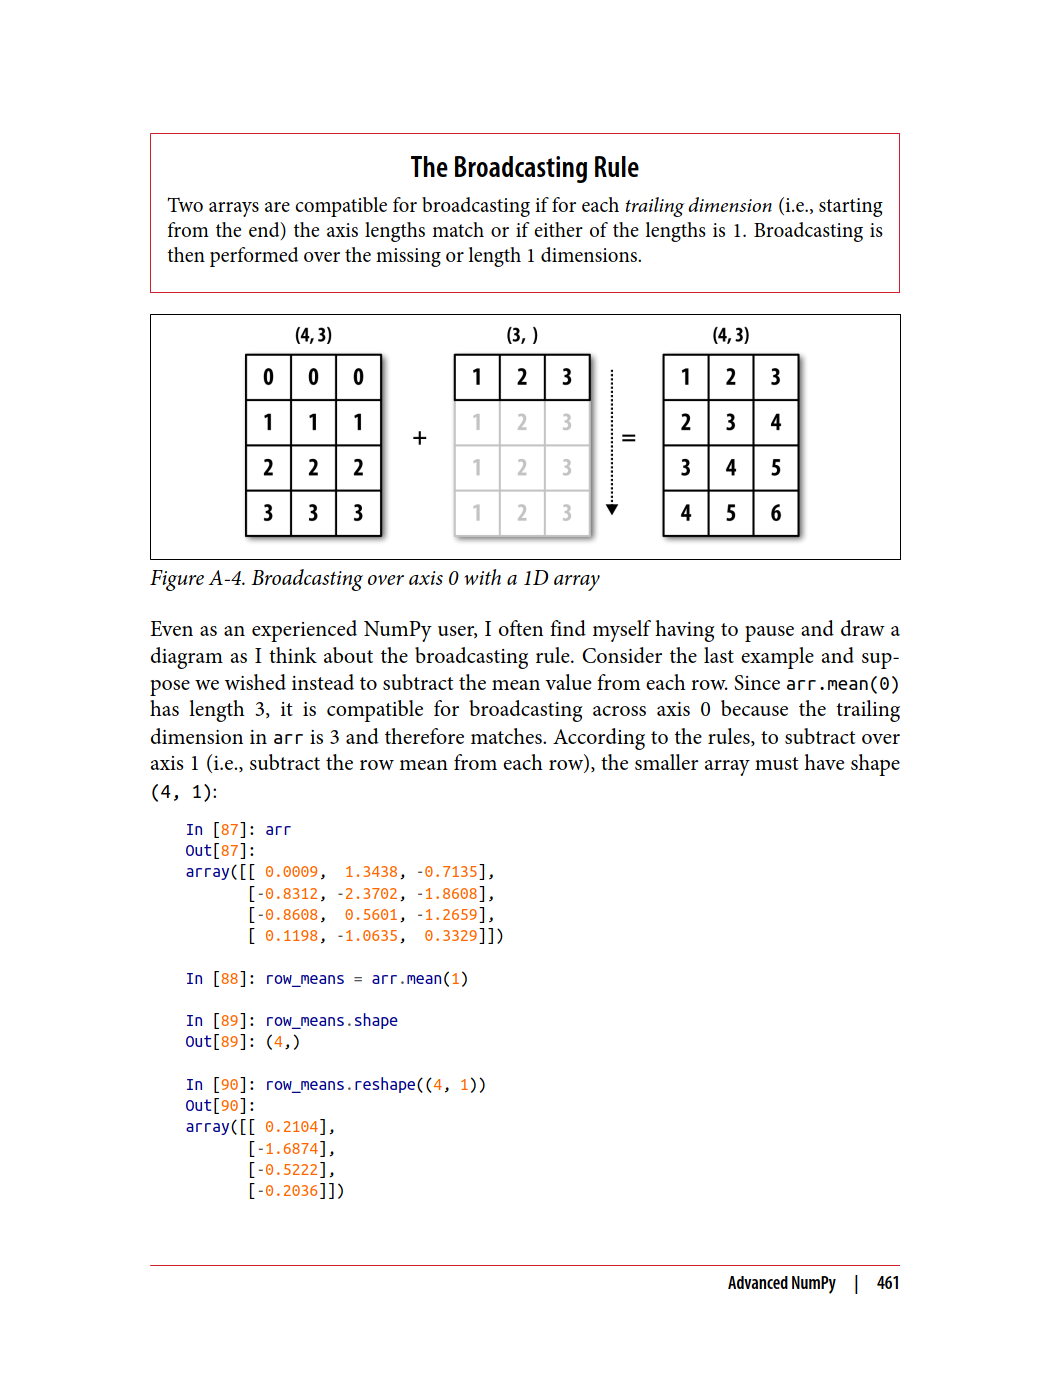 The Broadcasting Rule
Two arrays are compatible for broadcasting if for each trailing dimension (i.e., starting
from the end) the axis lengths match or if either of the lengths is 1. Broadcasting is
then performed over the missing or length 1 dimensions.
(4, 3) (3, ) (4, 3)
0 0 0 1 2 3 1 2 3
1 1 1 1 2 3 2 3 4
+ =
2 2 2 1 2 3 3 4 5
3 3 3 1 2 3 4 5 6
Figure A-4. Broadcasting over axis 0 with a 1D array
Even as an experienced NumPy user, I often find myself having to pause and draw a
diagram as I think about the broadcasting rule. Consider the last example and sup-
pose we wished instead to subtract the mean value from each row. Since arr.mean(0)
has length 3, it is compatible for broadcasting across axis 0 because the trailing
dimension in arr is 3 and therefore matches. According to the rules, to subtract over
axis 1 (i.e., subtract the row mean from each row), the smaller array must have shape
(4, 1):
In [87]: arr
Out[87]:
array([[ 0.0009,  1.3438, -0.7135],
       [-0.8312, -2.3702, -1.8608],
       [-0.8608,  0.5601, -1.2659],
       [ 0.1198, -1.0635,  0.3329]])
In [88]: row_means = arr.mean(1)
In [89]: row_means.shape
Out[89]: (4,)
In [90]: row_means.reshape((4, 1))
Out[90]:
array([[ 0.2104],
       [-1.6874],
       [-0.5222],
       [-0.2036]])
Advanced NumPy | 461